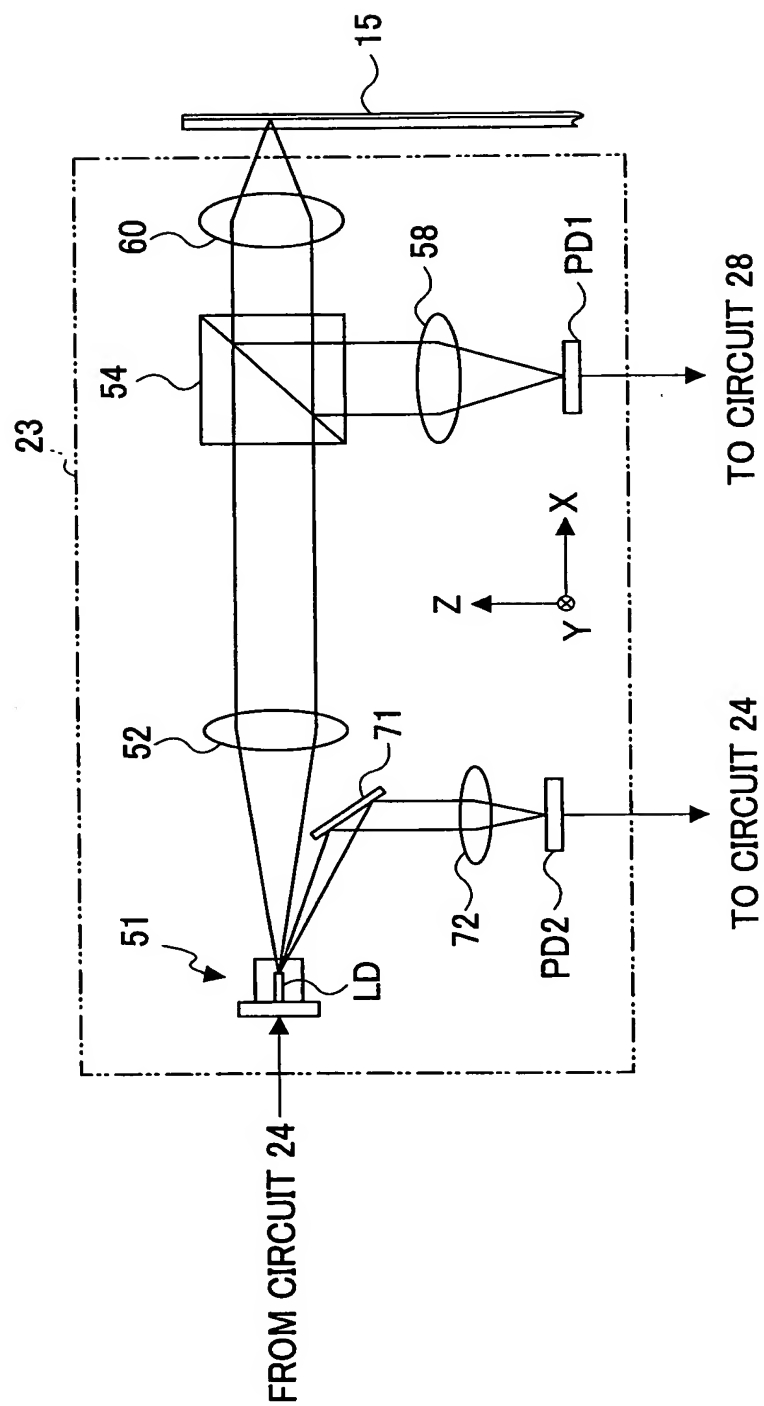 23
54
60
15
51
52
58
71
LD
72
PD2
PD1
Z
X
Y
FROM CIRCUIT 24
TO CIRCUIT 24
TO CIRCUIT 28